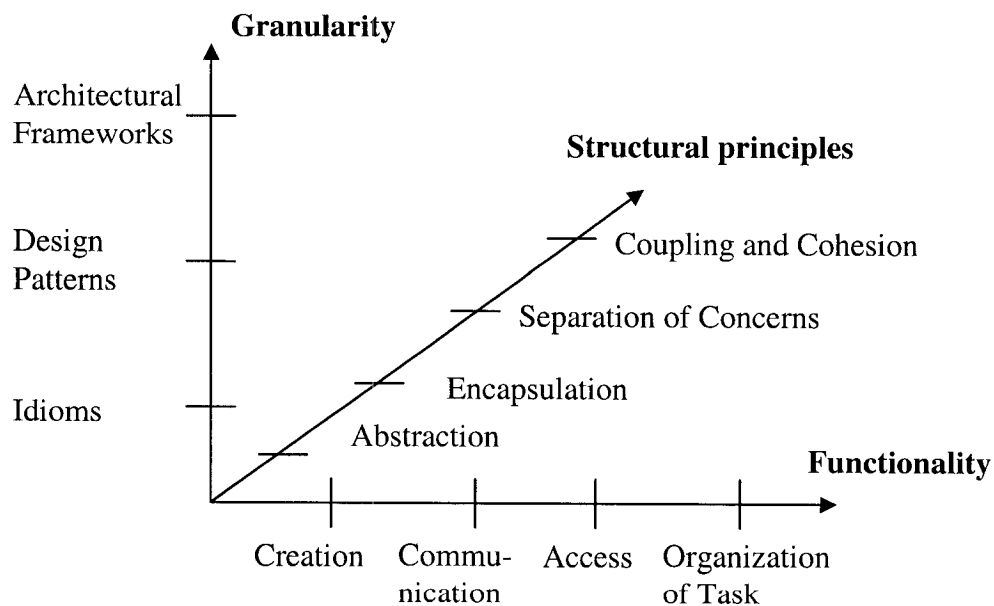 Granularity
Architectural
Frameworks
Structural principles
Design
Patterns
Coupling and Cohesion
Separation of Concerns
Encapsulation
Idioms
Abstraction
Functionality
Creation
Commu-
nication
Access
Organization
of Task